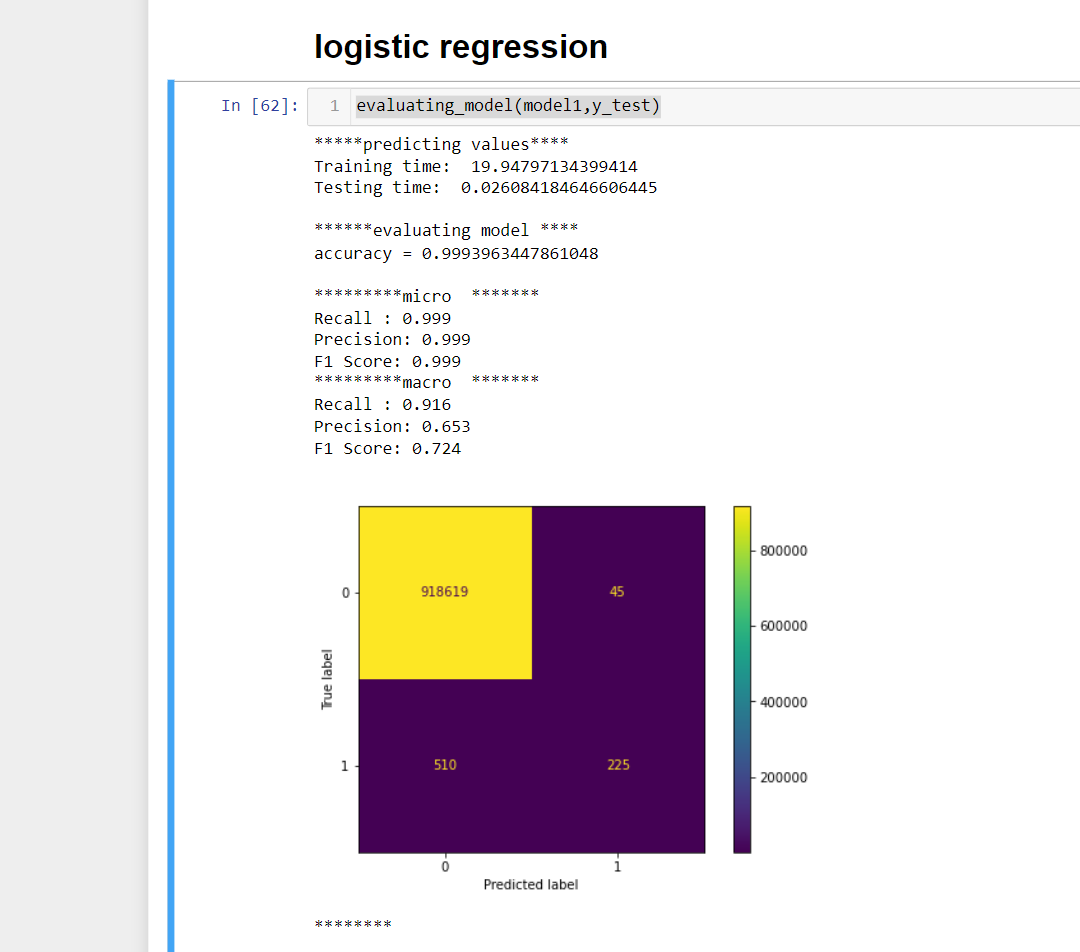 logistic regression
In [62]: 1 evaluating_model(model1,y_test)
*****predicting values****
Training time:  19.94797134399414
Testing time:  0.026084184646606445
******evaluating model ****
accuracy = 0.9993963447861048
*********micro  *******
Recall : 0.999
Precision: 0.999
F1 Score: 0.999
*********macro  *******
Recall : 0.916
Precision: 0.653
F1 Score: 0.724
800000
0 918619 45
600000
True label
400000
1 510 225
200000
0 1
Predicted label
********